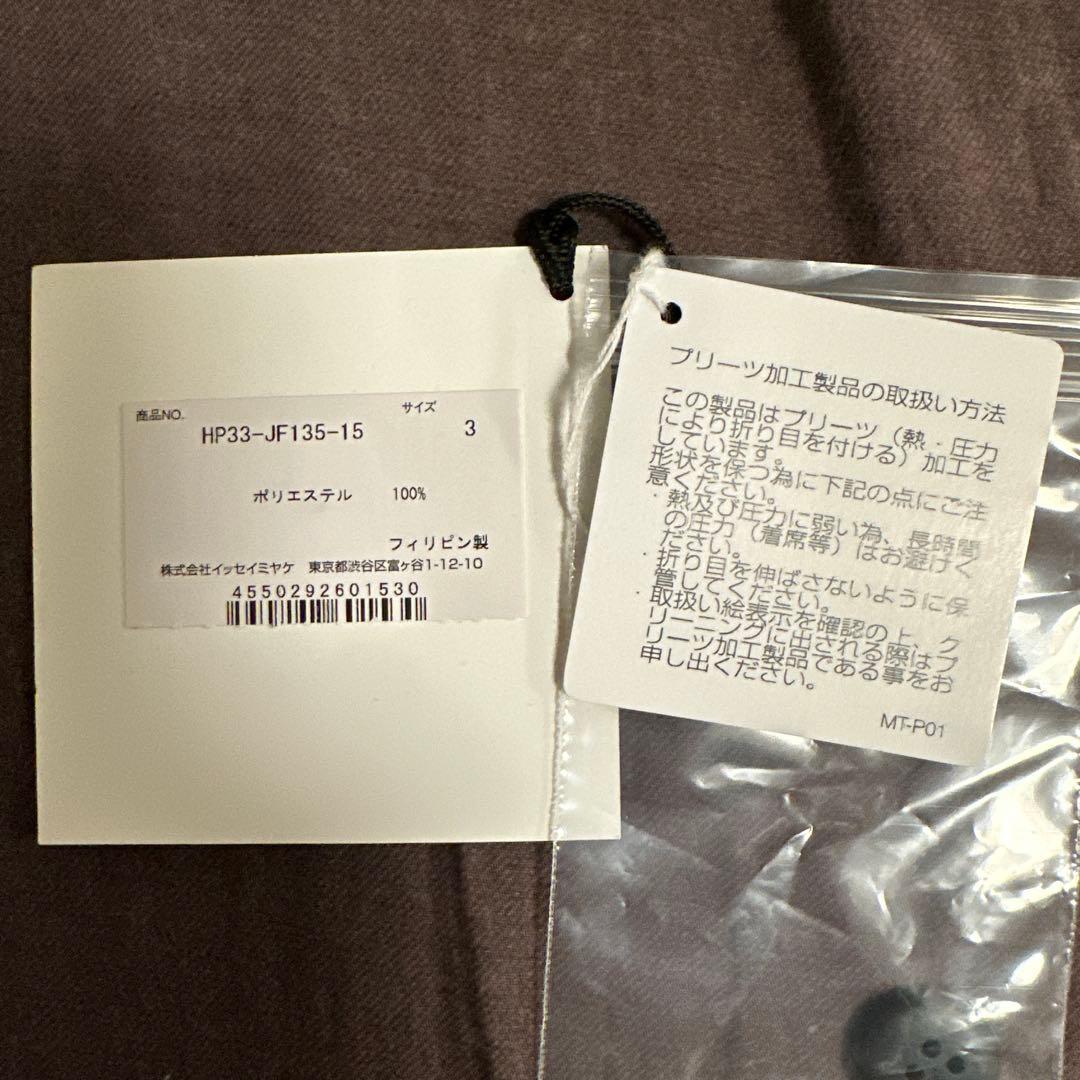 商品NO.
サイズ
HP33-JF135-15
3
ポリエステル 100%
フィリピン製
株式会社イッセイミヤケ 東京都渋谷区富ヶ谷1-12-10
4550292601530
プリーツ加工製品の取扱い方法
この製品はプリーツ（熱・圧力
により折り目を付ける）加工を
しています。
形状を保つ為に下記の点にご注
意ください。
・熱及び圧力に弱い為、長時間
の圧力（着席等）はお避けく
ださい。
・折り目を伸ばさないように保
管してください。
・取扱い絵表示を確認の上、ク
リーニングに出される際はプ
リーツ加工製品である事をお
申し出ください。
MT-P01